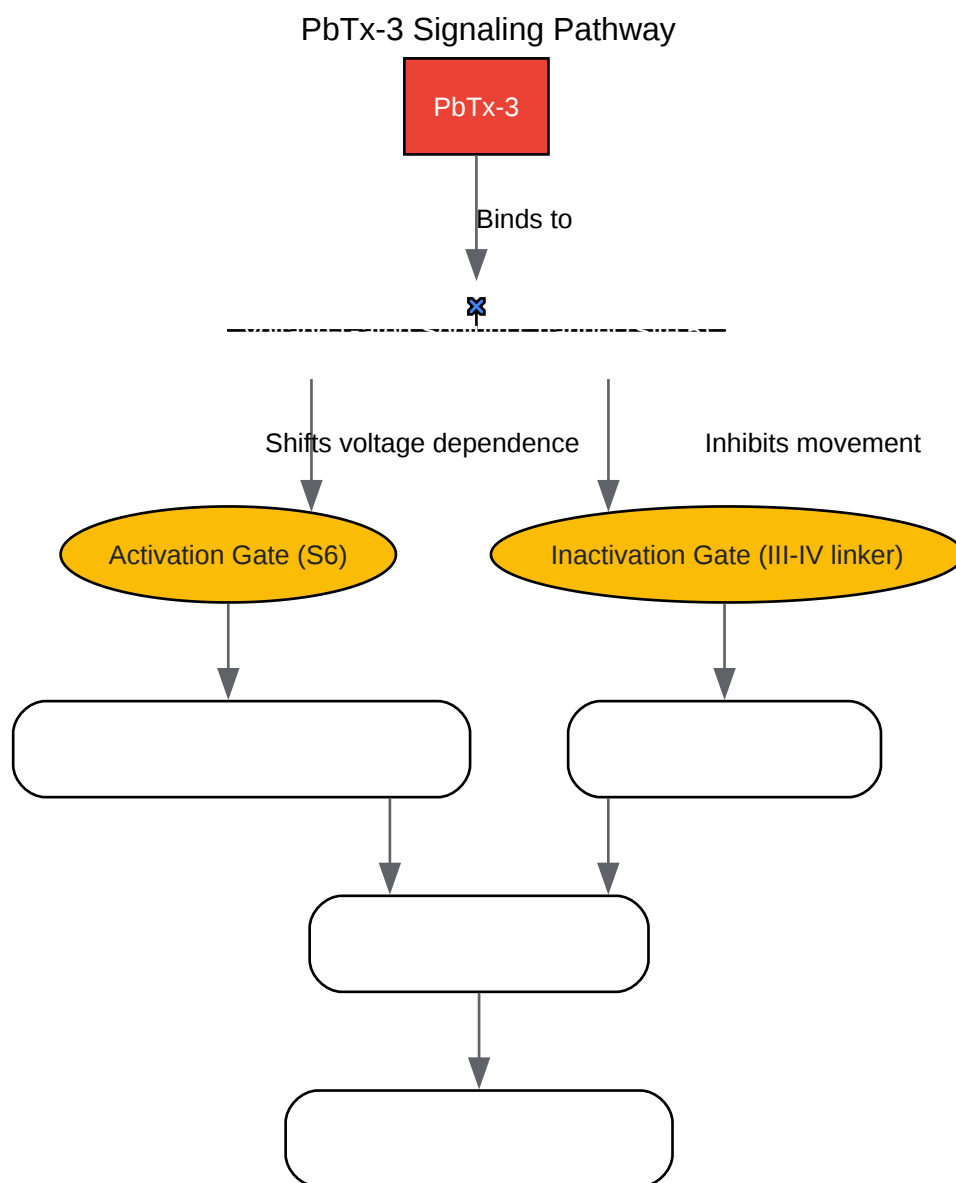 PbTx-3 Signaling Pathway
PbTx-3
Binds to
Shifts voltage dependence
Inhibits movement
Activation Gate (S6)
Inactivation Gate (III-IV linker)